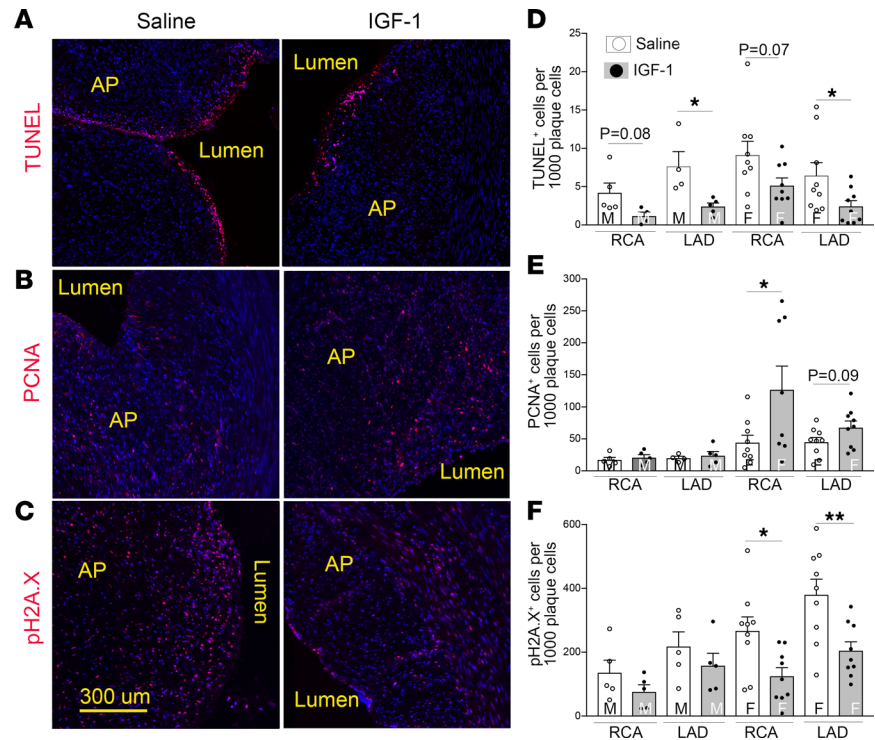 A
Saline
IGF-1
TUNEL
AP
Lumen
Lumen
AP
B
PCNA
Lumen
AP
AP
Lumen
C
pH2A.X
AP
Lumen
300 um
AP
Lumen
D
TUNEL+ cells per
1000 plaque cells
25
20
15
10
5
0
Saline
IGF-1
P=0.08
*
P=0.07
*
M M M M F F F F
RCA LAD RCA LAD
E
PCNA+ cells per
1000 plaque cells
300
250
200
150
100
50
0
*
P=0.09
M M M M F F F F
RCA LAD RCA LAD
F
pH2A.X+ cells per
1000 plaque cells
600
400
200
0
*
**
M M M M F F F F
RCA LAD RCA LAD